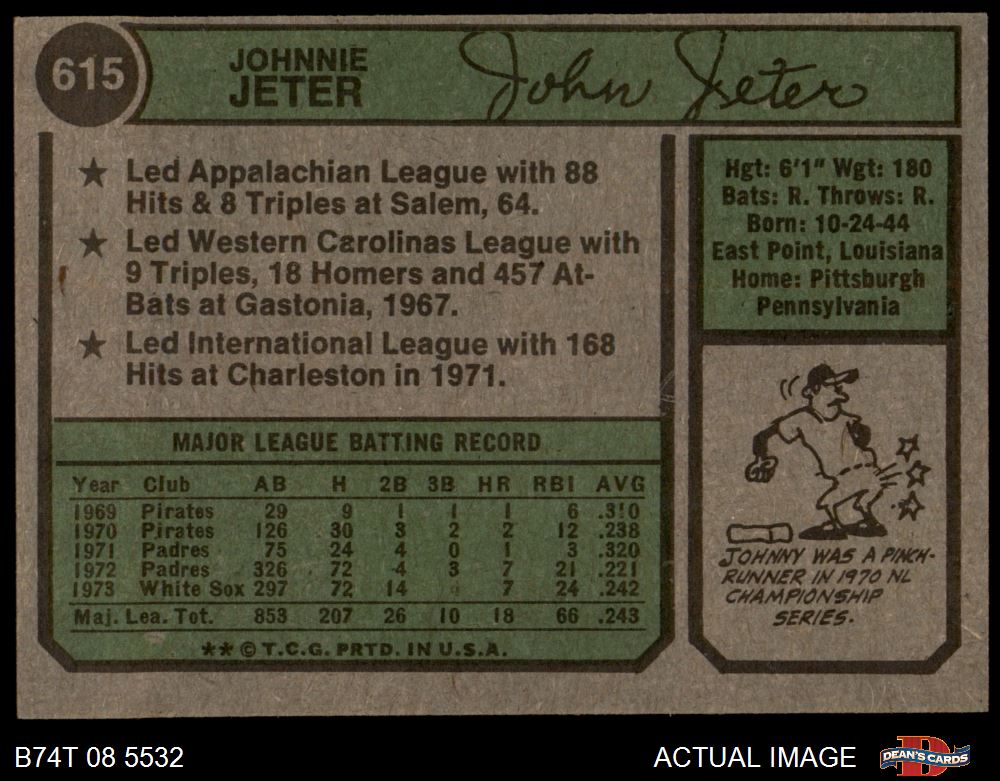 615
JOHNNIE
JETER
John Jeter
★ Led Appalachian League with 88
Hits & 8 Triples at Salem, 64.
★ Led Western Carolinas League with
9 Triples, 18 Homers and 457 At-
Bats at Gastonia, 1967.
★ Led International League with 168
Hits at Charleston in 1971.
Hgt: 6'1" Wgt: 180
Bats: R. Throws: R.
Born: 10-24-44
East Point, Louisiana
Home: Pittsburgh
Pennsylvania
MAJOR LEAGUE BATTING RECORD
Year Club AB H 2B 3B HR RBI AVG
1969 Pirates 29 9 1 1 1 6 .310
1970 Pirates 126 30 3 2 2 12 .238
1971 Padres 75 24 4 0 1 3 .320
1972 Padres 326 72 4 3 7 21 .221
1973 White Sox 297 72 14 7 24 .242
Maj. Lea. Tot. 853 207 26 10 18 66 .243
** © T.C.G. PRTD. IN U.S.A.
JOHNNY WAS A PINCH-
RUNNER IN 1970 NL
CHAMPIONSHIP
SERIES.
B74T 08 5532
ACTUAL IMAGE
DEAN'S CARDS